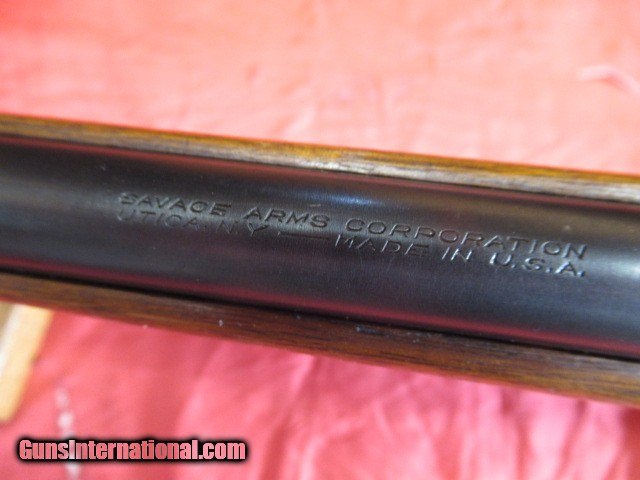 SAVAGE ARMS CORPORATION
UTICA. N.Y. — MADE IN U.S.A.
GunsInternational.com